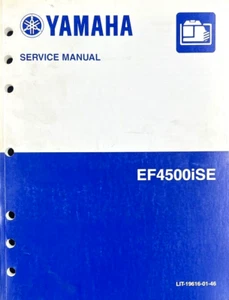 YAMAHA
SERVICE MANUAL
EF4500iSE
LIT-19616-01-46